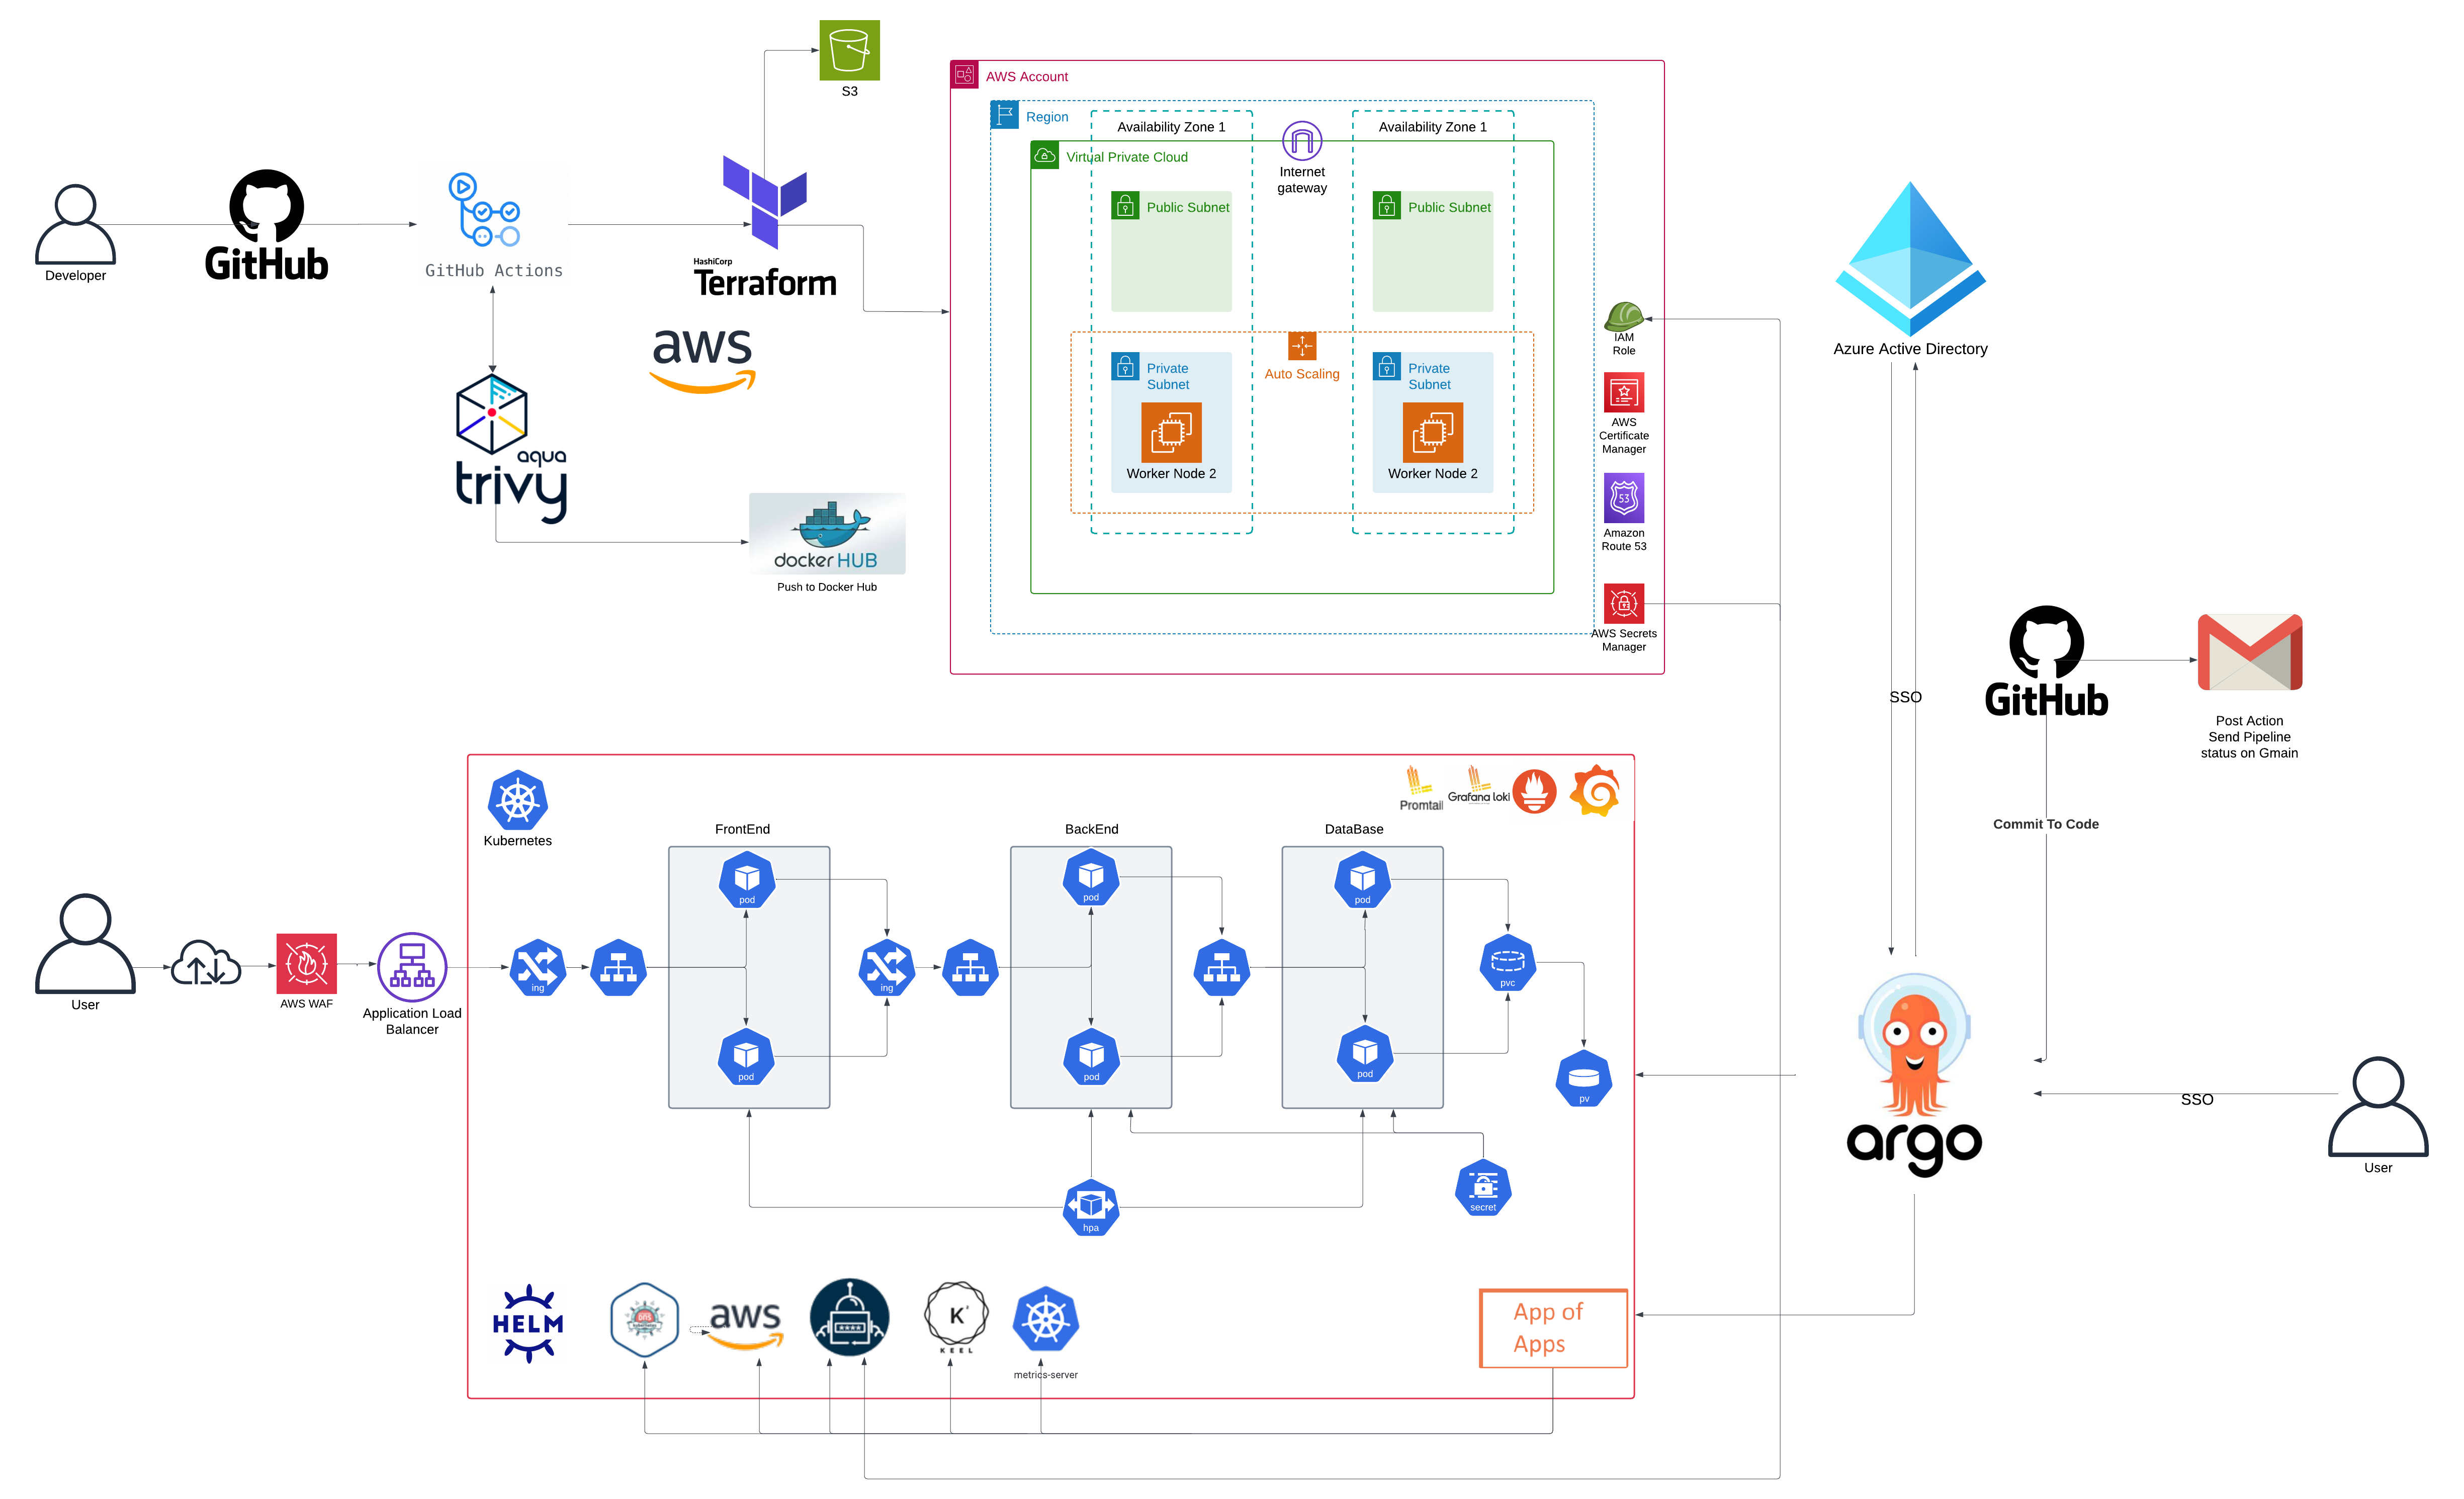 S3
AWS Account
Region
Availability Zone 1
Availability Zone 1
Virtual Private Cloud
Internet
gateway
Public Subnet
Public Subnet
Developer
GitHub
GitHub Actions
HashiCorp
Terraform
aws
aqua
trivy
docker HUB
Push to Docker Hub
Auto Scaling
Private
Subnet
Private
Subnet
Worker Node 2
Worker Node 2
IAM
Role
AWS
Certificate
Manager
53
Amazon
Route 53
AWS Secrets
Manager
Azure Active Directory
SSO
GitHub
Post Action
Send Pipeline
status on Gmain
Commit To Code
Kubernetes
Promtail
Grafana loki
FrontEnd
BackEnd
DataBase
pod
pod
pod
User
AWS WAF
Application Load
Balancer
ing
ing
pvc
pod
pod
pod
pv
hpa
secret
argo
SSO
User
HELM
DNS
aws
****
K
KEEL
metrics-server
App of
Apps